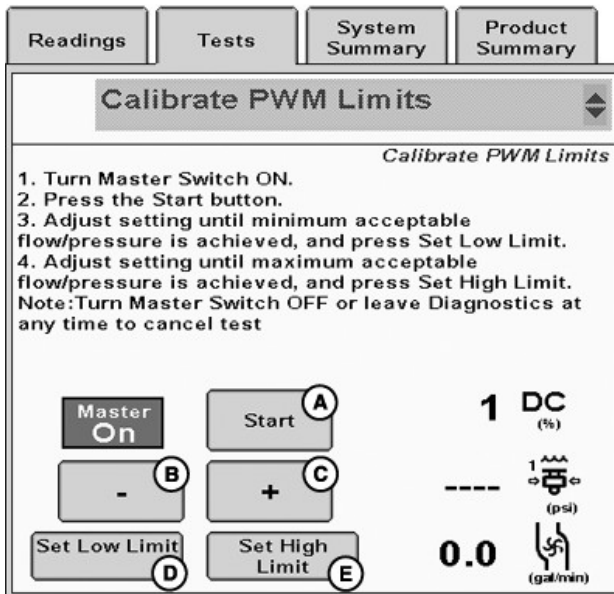 Readings
Tests
System
Summary
Product
Summary
Calibrate PWM Limits
Calibrate PWM Limits
1. Turn Master Switch ON.
2. Press the Start button.
3. Adjust setting until minimum acceptable
flow/pressure is achieved, and press Set Low Limit.
4. Adjust setting until maximum acceptable
flow/pressure is achieved, and press Set High Limit.
Note:Turn Master Switch OFF or leave Diagnostics at
any time to cancel test
Master
On
Start
A
1 DC
(%)
- B
+ C
---- 1
(psi)
Set Low Limit
D
Set High
Limit
E
0.0
(gal/min)